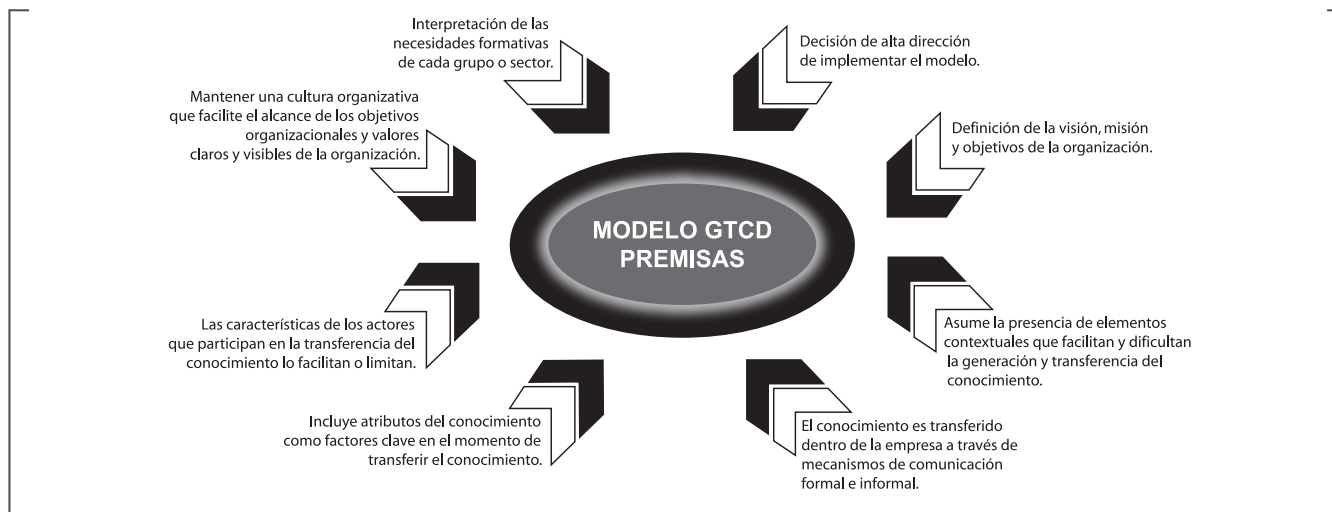 Interpretación de las
necesidades formativas
de cada grupo o sector.
Decisión de alta dirección
de implementar el modelo.
Mantener una cultura organizativa
que facilite el alcance de los objetivos
organizacionales y valores
claros y visibles de la organización.
Definición de la visión, misión
y objetivos de la organización.
MODELO GTCD
PREMISAS
Las características de los actores
que participan en la transferencia del
conocimiento lo facilitan o limitan.
Asume la presencia de elementos
contextuales que facilitan y dificultan
la generación y transferencia del
conocimiento.
Incluye atributos del conocimiento
como factores clave en el momento de
transferir el conocimiento.
El conocimiento es transferido
dentro de la empresa a través de
mecanismos de comunicación
formal e informal.